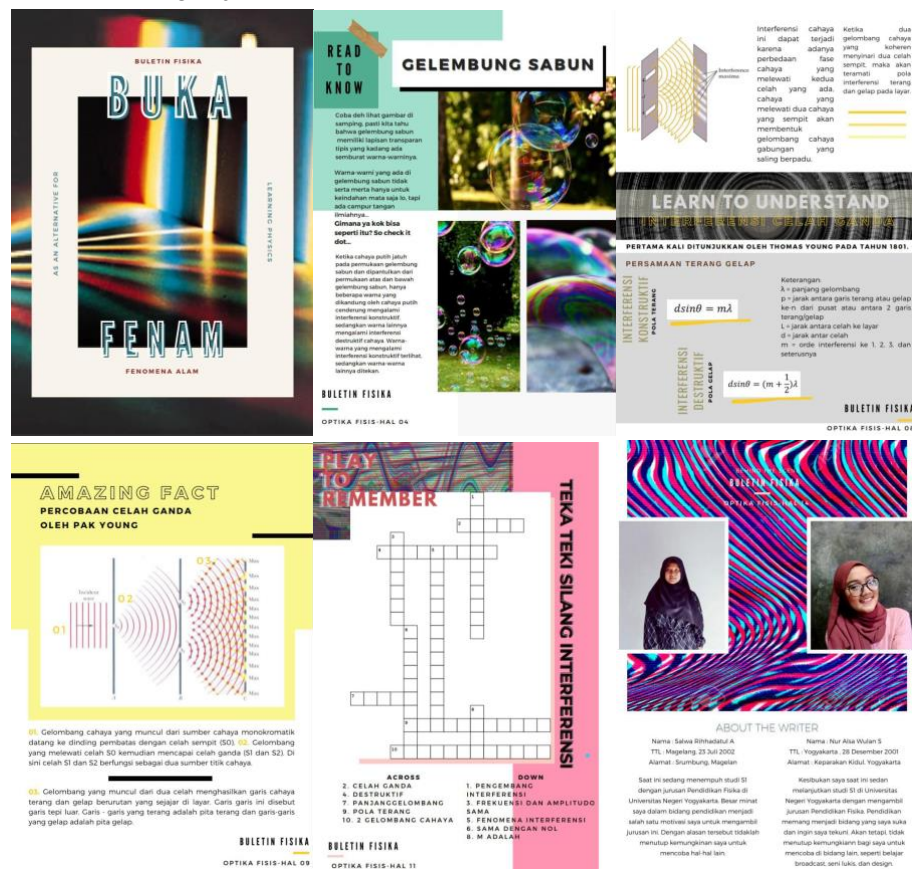 BULETIN FISIKA
BUKA
AS AN ALTERNATIVE FOR
LEARNING PHYSICS
FENAM
FENOMENA ALAM
READ
TO
KNOW
GELEMBUNG SABUN
Coba deh lihat gambar di
samping, pasti kita tahu
bahwa gelembung sabun
memiliki lapisan transparan
tipis yang kadang ada
semburat warna-warninya.
Warna-warni yang ada di
gelembung sabun tidak
serta merta hanya untuk
keindahan mata saja lo, tapi
ada campur tangan
ilmiahnya...
Gimana ya kok bisa
seperti itu? So check it
dot...
Ketika cahaya putih jatuh
pada permukaan gelembung
sabun dan dipantulkan dari
permukaan atas dan bawah
gelembung sabun, hanya
beberapa warna yang
dikandung oleh cahaya putih
cenderung mengalami
interferensi konstruktif,
sedangkan warna lainnya
mengalami interferensi
destruktif cahaya. Warna-
warna yang mengalami
interferensi konstruktif terlihat,
sedangkan warna-warna
lainnya ditekan.
BULETIN FISIKA
OPTIKA FISIS-HAL 04
Interference
maxima
Interferensi cahaya
ini dapat terjadi
karena adanya
perbedaan fase
cahaya yang
melewati kedua
celah yang ada.
cahaya yang
melewati dua cahaya
yang sempit akan
membentuk
gelombang cahaya
gabungan yang
saling berpadu.
Ketika dua
gelombang cahaya
yang koheren
menyinari dua celah
sempit, maka akan
teramati pola
interferensi terang
dan gelap pada layar.
LEARN TO UNDERSTAND
INTERFERENSI CELAH GANDA
PERTAMA KALI DITUNJUKKAN OLEH THOMAS YOUNG PADA TAHUN 1801.
PERSAMAAN TERANG GELAP
INTERFERENSI
KONSTRUKTIF
POLA TERANG
dsinθ = mλ
Keterangan:
λ = panjang gelombang
p = jarak antara garis terang atau gelap
ke-n dari pusat atau antara 2 garis
terang/gelap
L = jarak antara celah ke layar
d = jarak antar celah
m = orde interferensi ke 1, 2, 3, dan
seterusnya
INTERFERENSI
DESTRUKTIF
POLA GELAP
dsinθ = (m + 1/2)λ
BULETIN FISIKA
OPTIKA FISIS-HAL 08
AMAZING FACT
PERCOBAAN CELAH GANDA
OLEH PAK YOUNG
Incident
wave
01
02
03
Max
Max
Max
Max
Max
Max
Max
Max
Max
Max
Max
01. Gelombang cahaya yang muncul dari sumber cahaya monokromatik
datang ke dinding pembatas dengan celah sempit (S0). 02. Gelombang
yang melewati celah S0 kemudian mencapai celah ganda (S1 dan S2). Di
sini celah S1 dan S2 berfungsi sebagai dua sumber titik cahaya.
03. Gelombang yang muncul dari dua celah menghasilkan garis cahaya
terang dan gelap berurutan yang sejajar di layar. Garis garis ini disebut
garis tepi luar. Garis - garis yang terang adalah pita terang dan garis-garis
yang gelap adalah pita gelap.
BULETIN FISIKA
OPTIKA FISIS-HAL 09
PLAY
TO
REMEMBER
TEKA TEKI SILANG INTERFERENSI
ACROSS
2. CELAH GANDA
4. DESTRUKTIF
7. PANJANGGELOMBANG
9. POLA TERANG
10. 2 GELOMBANG CAHAYA
DOWN
1. PENGEMBANG
INTERFERENSI
3. FREKUENSI DAN AMPLITUDO
SAMA
5. FENOMENA INTERFERENSI
6. SAMA DENGAN NOL
8. M ADALAH
BULETIN FISIKA
OPTIKA FISIS-HAL 11
BULETIN FISIKA
ABOUT THE WRITER
Nama : Salwa Rihhadatul A
TTL : Magelang, 23 Juli 2002
Alamat : Srumbung, Magelan
Saat ini sedang menempuh studi S1
dengan jurusan Pendidikan Fisika di
Universitas Negeri Yogyakarta. Besar minat
saya dalam bidang pendidikan menjadi
salah satu motivasi saya untuk mengambil
jurusan ini. Dengan alasan tersebut tidaklah
menutup kemungkinan saya untuk
mencoba hal-hal lain.
Nama : Nur Aisa Wulan S
TTL : Yogyakarta , 28 Desember 2001
Alamat : Keparakan Kidul, Yogyakarta
Kesibukan saya saat ini sedan
melanjutkan studi S1 di Universitas
Negeri Yogyakarta dengan mengambil
jurusan Pendidikan Fisika. Pendidikan
memang menjadi bidang yang saya suka
dan ingin saya tekuni. Akan tetapi, tidak
menutup kemungkiann bagi saya untuk
mencoba di bidang lain, seperti belajar
broadcast, seni lukis, dan design.